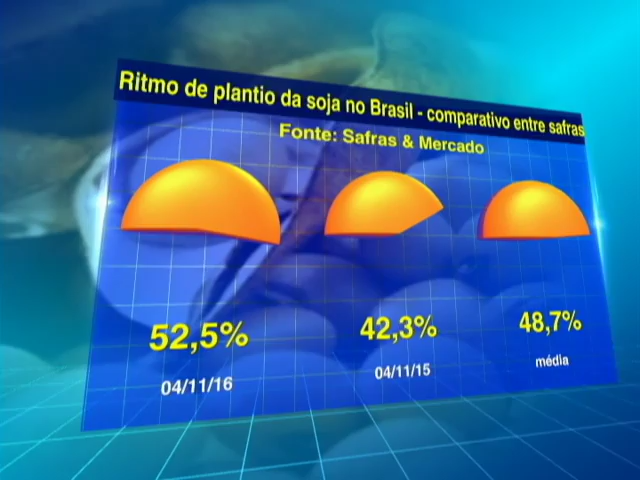 Ritmo de plantio da soja no Brasil - comparativo entre safras
Fonte: Safras & Mercado
52,5% 42,3% 48,7%
04/11/16 04/11/15 média